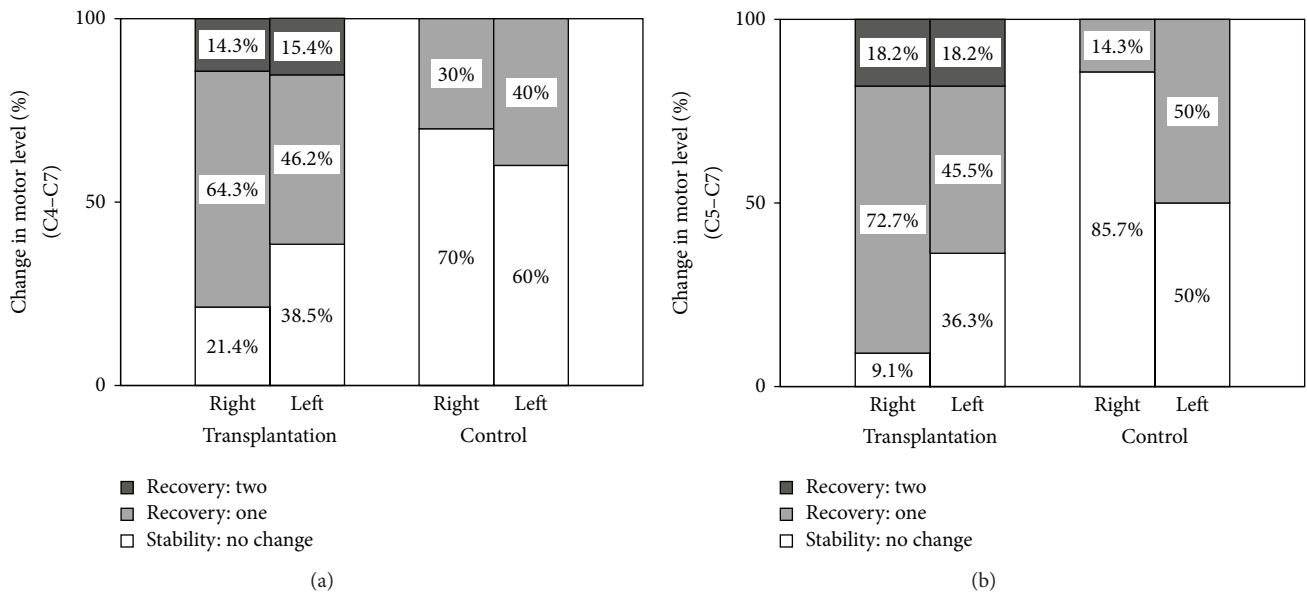 Change in motor level (%)
(C4–C7)
100
50
0
14.3%
15.4%
30%
40%
64.3%
46.2%
70%
60%
21.4%
38.5%
Right
Left
Right
Left
Transplantation
Control
Recovery: two
Recovery: one
Stability: no change
(a)
Change in motor level (%)
(C5–C7)
100
50
0
18.2%
18.2%
14.3%
50%
72.7%
45.5%
85.7%
50%
9.1%
36.3%
Right
Left
Right
Left
Transplantation
Control
Recovery: two
Recovery: one
Stability: no change
(b)